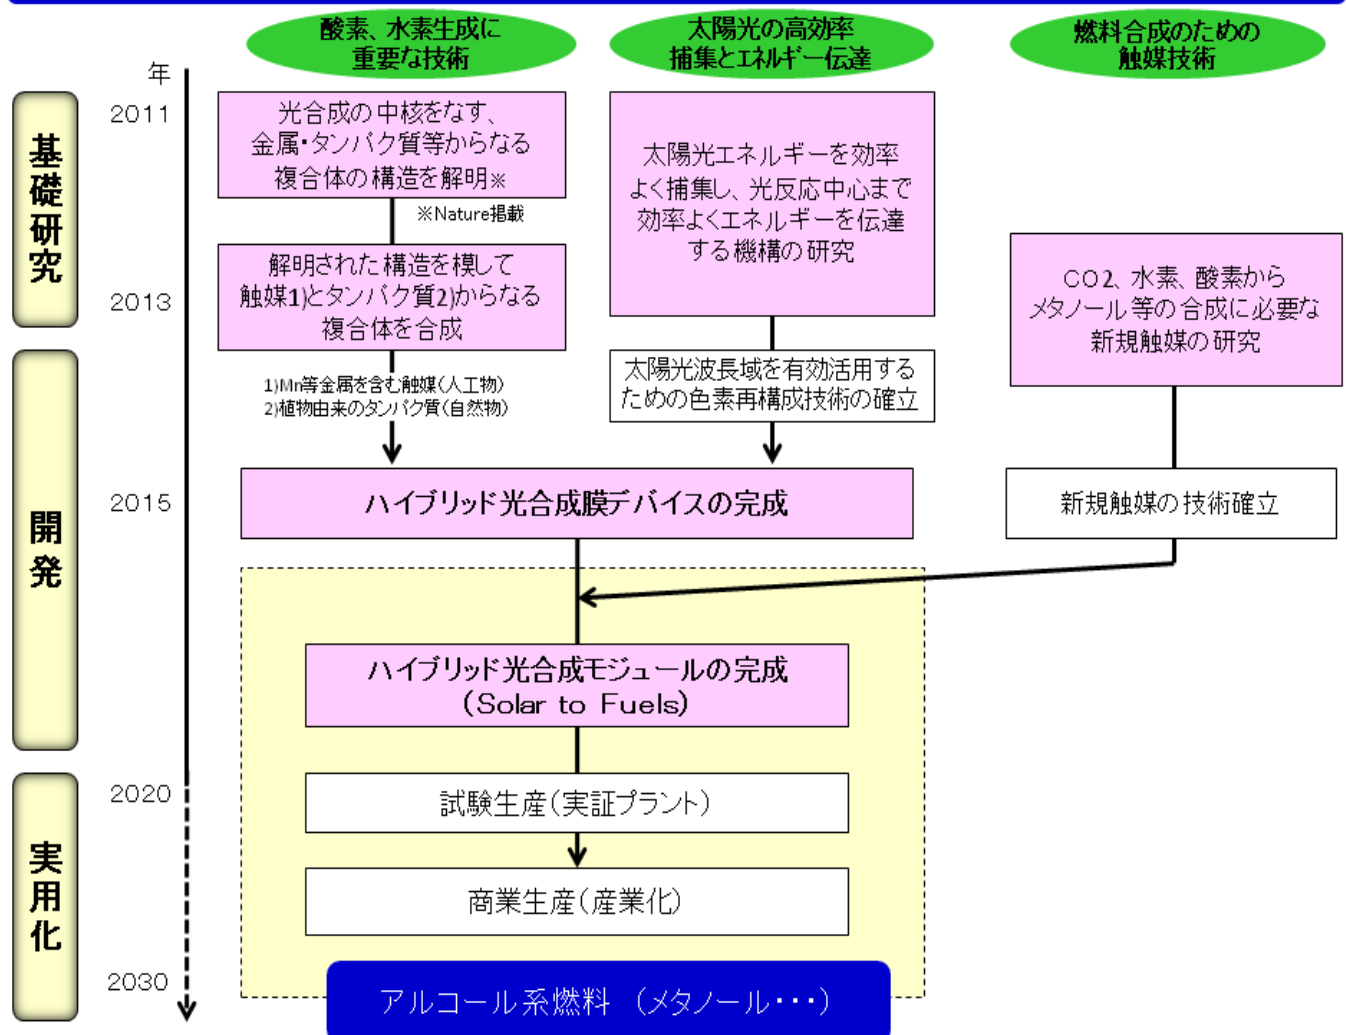 酸素、水素生成に
重要な技術
太陽光の高効率
捕集とエネルギー伝達
燃料合成のための
触媒技術
年
2011
2013
2015
2020
2030
基礎研究
開発
実用化
光合成の中核をなす、
金属・タンパク質等からなる
複合体の構造を解明※
※Nature掲載
解明された構造を模して
触媒1)とタンパク質2)からなる
複合体を合成
1)Mn等金属を含む触媒(人工物)
2)植物由来のタンパク質(自然物)
太陽光エネルギーを効率
よく捕集し、光反応中心まで
効率よくエネルギーを伝達
する機構の研究
太陽光波長域を有効活用する
ための色素再構成技術の確立
CO2、水素、酸素から
メタノール等の合成に必要な
新規触媒の研究
ハイブリッド光合成膜デバイスの完成
新規触媒の技術確立
ハイブリッド光合成モジュールの完成
(Solar to Fuels)
試験生産(実証プラント)
商業生産(産業化)
アルコール系燃料 (メタノール・・・)